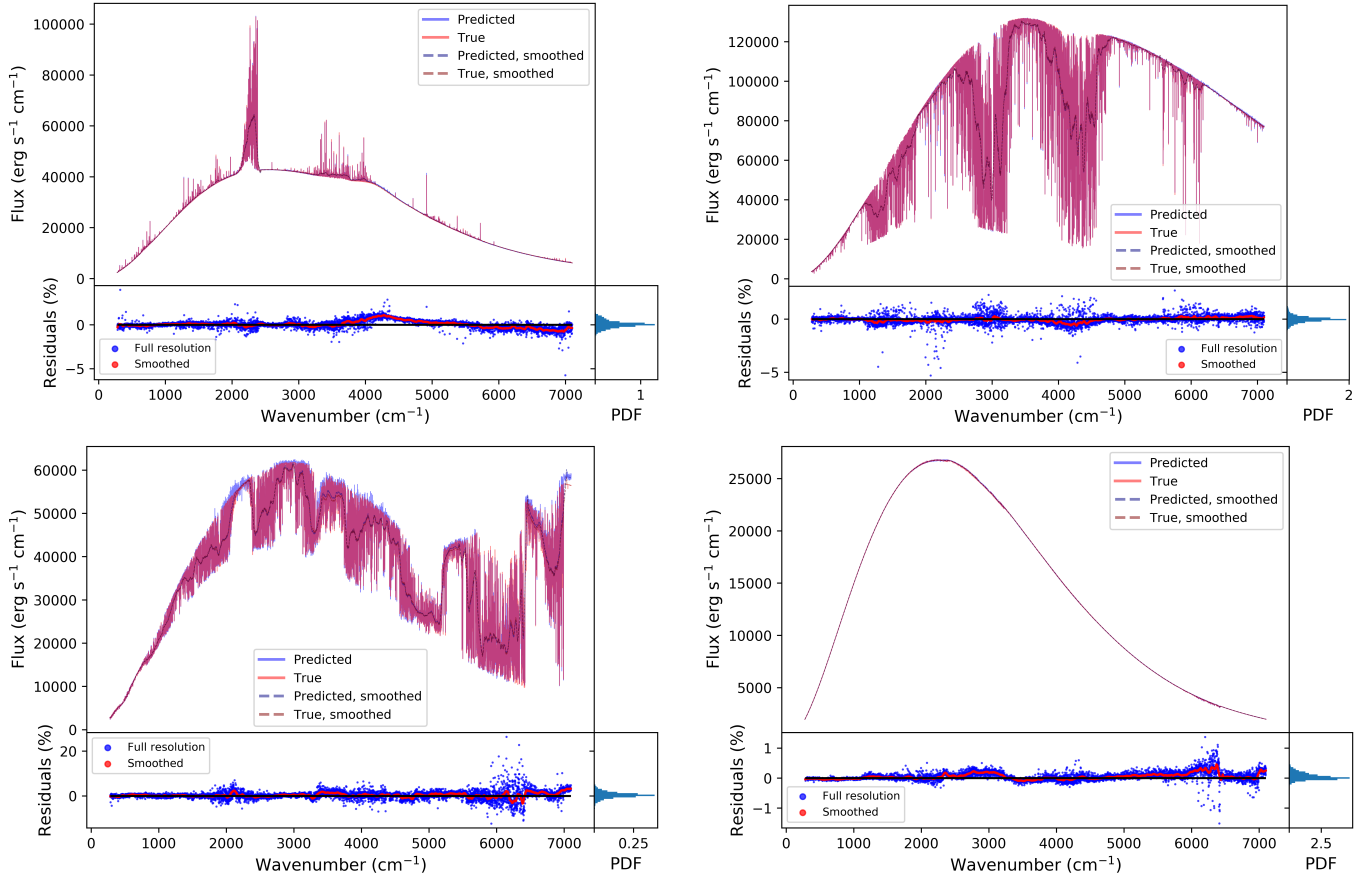 100000
80000
60000
40000
20000
0
Flux (erg s⁻¹ cm⁻¹)
Predicted
True
Predicted, smoothed
True, smoothed
0
−5
Residuals (%)
Full resolution
Smoothed
0 1000 2000 3000 4000 5000 6000 7000
1
Wavenumber (cm⁻¹)
PDF
120000
100000
80000
60000
40000
20000
0
Flux (erg s⁻¹ cm⁻¹)
Predicted
True
Predicted, smoothed
True, smoothed
0
−5
Residuals (%)
Full resolution
Smoothed
0 1000 2000 3000 4000 5000 6000 7000
2
Wavenumber (cm⁻¹)
PDF
60000
50000
40000
30000
20000
10000
0
Flux (erg s⁻¹ cm⁻¹)
Predicted
True
Predicted, smoothed
True, smoothed
20
0
Residuals (%)
Full resolution
Smoothed
0 1000 2000 3000 4000 5000 6000 7000
0.25
Wavenumber (cm⁻¹)
PDF
25000
20000
15000
10000
5000
Flux (erg s⁻¹ cm⁻¹)
Predicted
True
Predicted, smoothed
True, smoothed
1
0
−1
Residuals (%)
Full resolution
Smoothed
0 1000 2000 3000 4000 5000 6000 7000
2.5
Wavenumber (cm⁻¹)
PDF